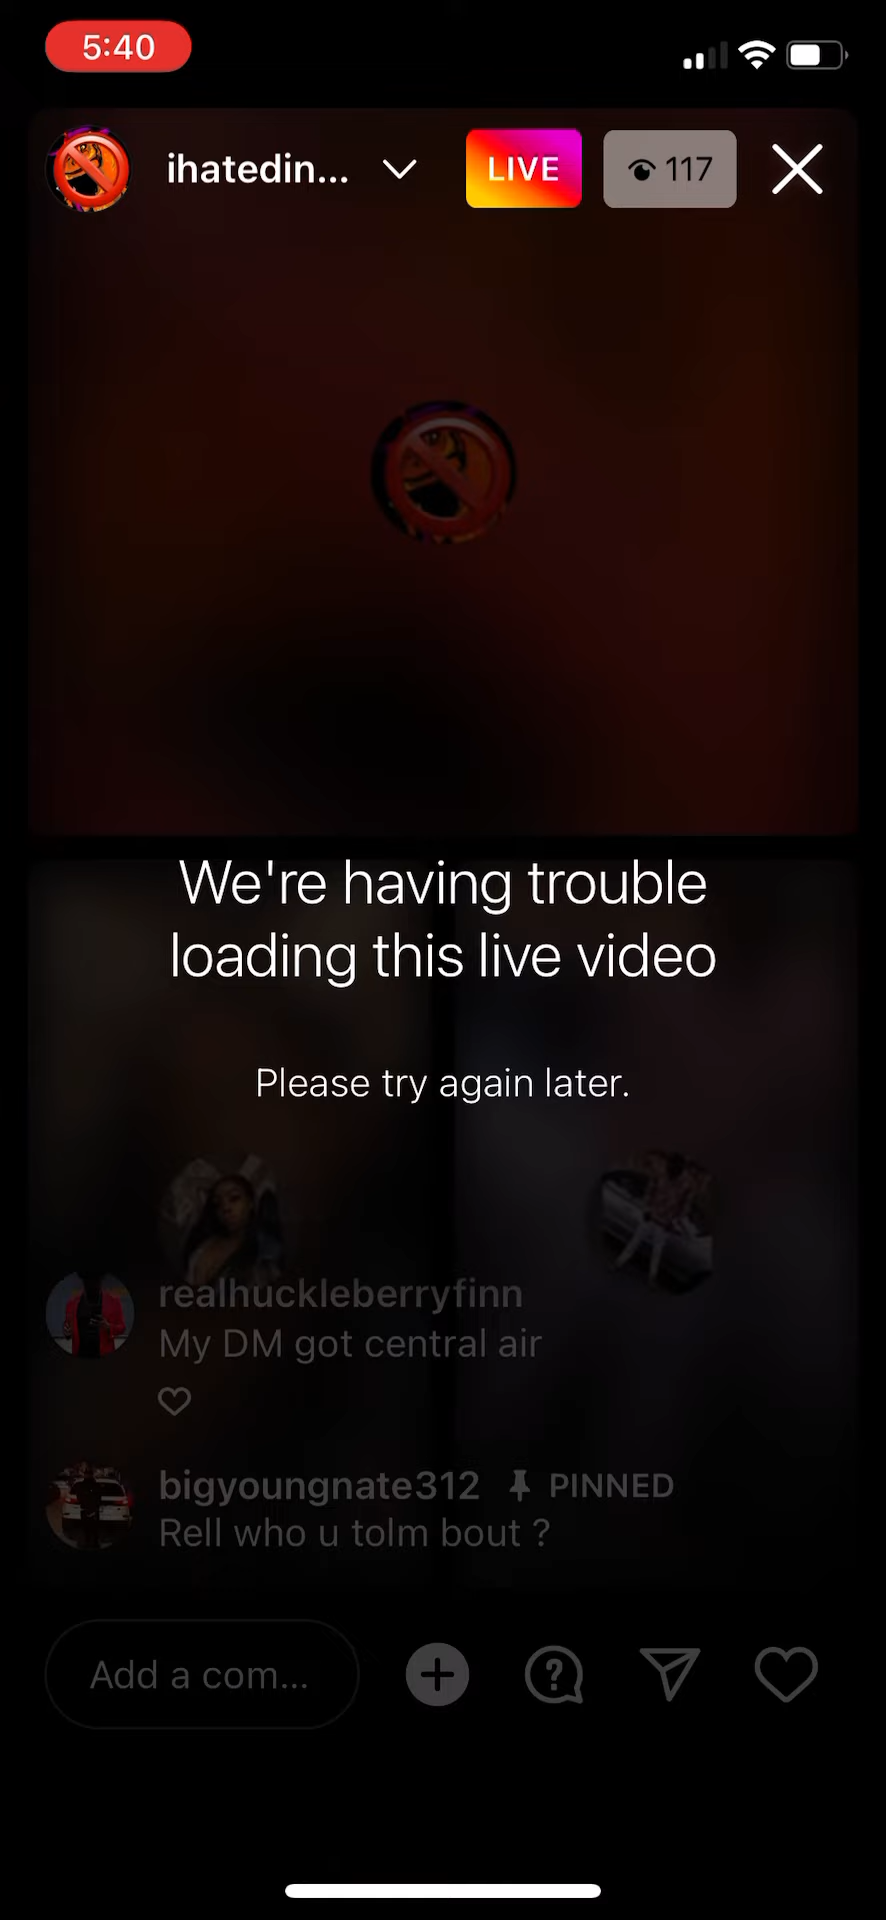 5:40
ihatedin...
LIVE
117
We're having trouble
loading this live video
Please try again later.
realhuckleberryfinn
My DM got central air
bigyoungnate312 PINNED
Rell who u tolm bout ?
Add a com...